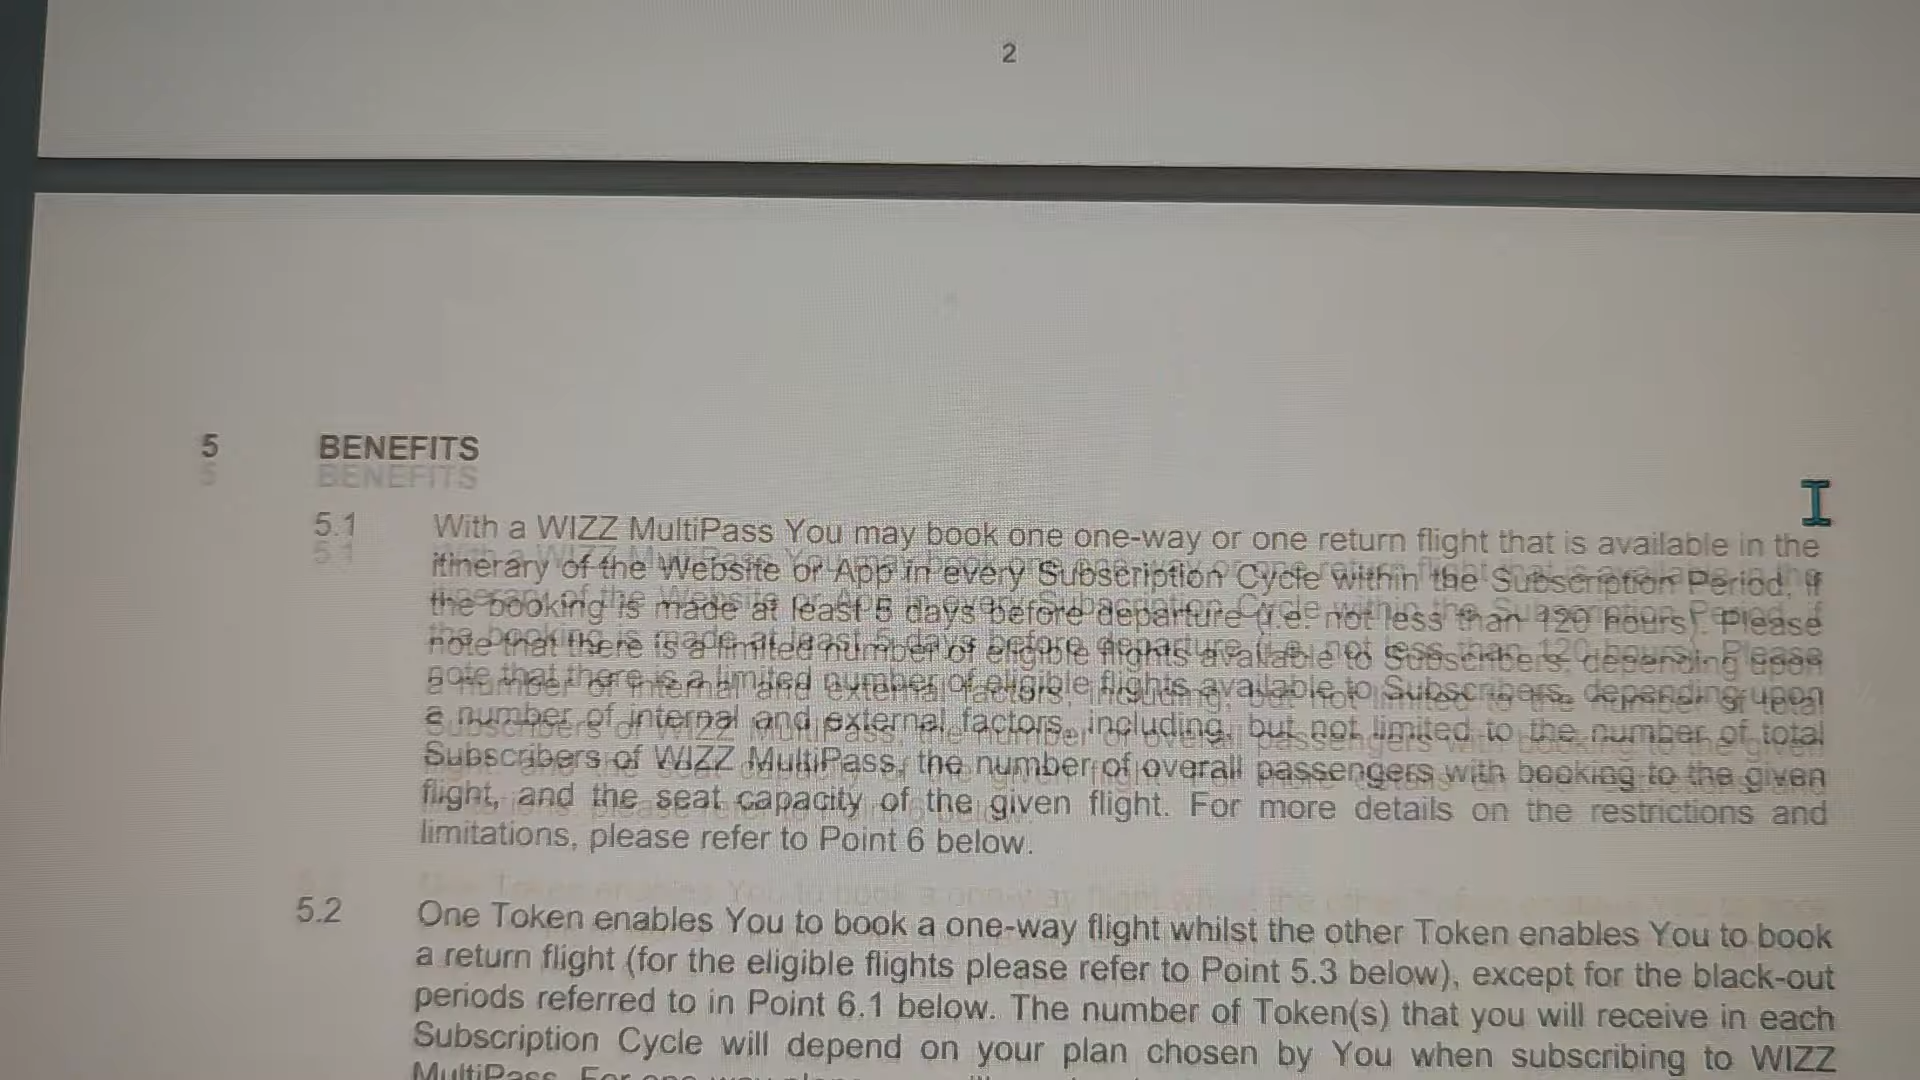 2
5 BENEFITS
5.1 With a WIZZ MultiPass You may book one one-way or one return flight that is available in the
itinerary of the Website or App in every Subscription Cycle within the Subscription Period, if
the booking is made at least 5 days before departure (i.e. not less than 120 hours). Please
note that there is a limited number of eligible flights available to Subscribers, depending upon
a number of internal and external factors, including, but not limited to the number of total
Subscribers of WIZZ MultiPass, the number of overall passengers with booking to the given
flight, and the seat capacity of the given flight. For more details on the restrictions and
limitations, please refer to Point 6 below.
5.2 One Token enables You to book a one-way flight whilst the other Token enables You to book
a return flight (for the eligible flights please refer to Point 5.3 below), except for the black-out
periods referred to in Point 6.1 below. The number of Token(s) that you will receive in each
Subscription Cycle will depend on your plan chosen by You when subscribing to WIZZ
MultiPass. For one-way